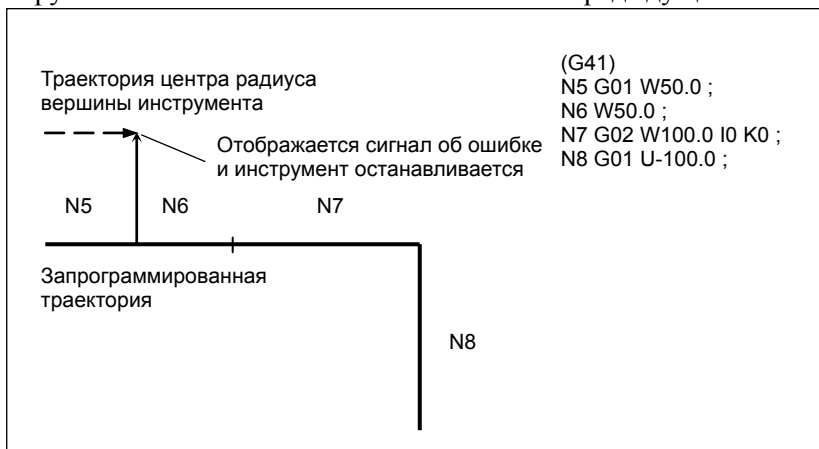 Траектория центра радиуса
вершины инструмента
Отображается сигнал об ошибке
и инструмент останавливается
N5
N6
N7
Запрограммированная
траектория
N8
(G41)
N5 G01 W50.0 ;
N6 W50.0 ;
N7 G02 W100.0 I0 K0 ;
N8 G01 U-100.0 ;